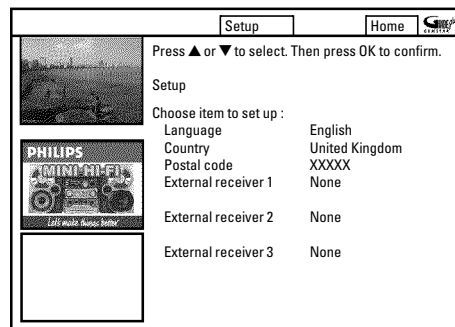 Setup Home GUIDE
GEMSTAR
Press ▲ or ▼ to select. Then press OK to confirm.
Setup
Choose item to set up :
Language English
Country United Kingdom
Postal code XXXXX
External receiver 1 None
External receiver 2 None
External receiver 3 None
PHILIPS
MINI-HI-FI
Let's make things better